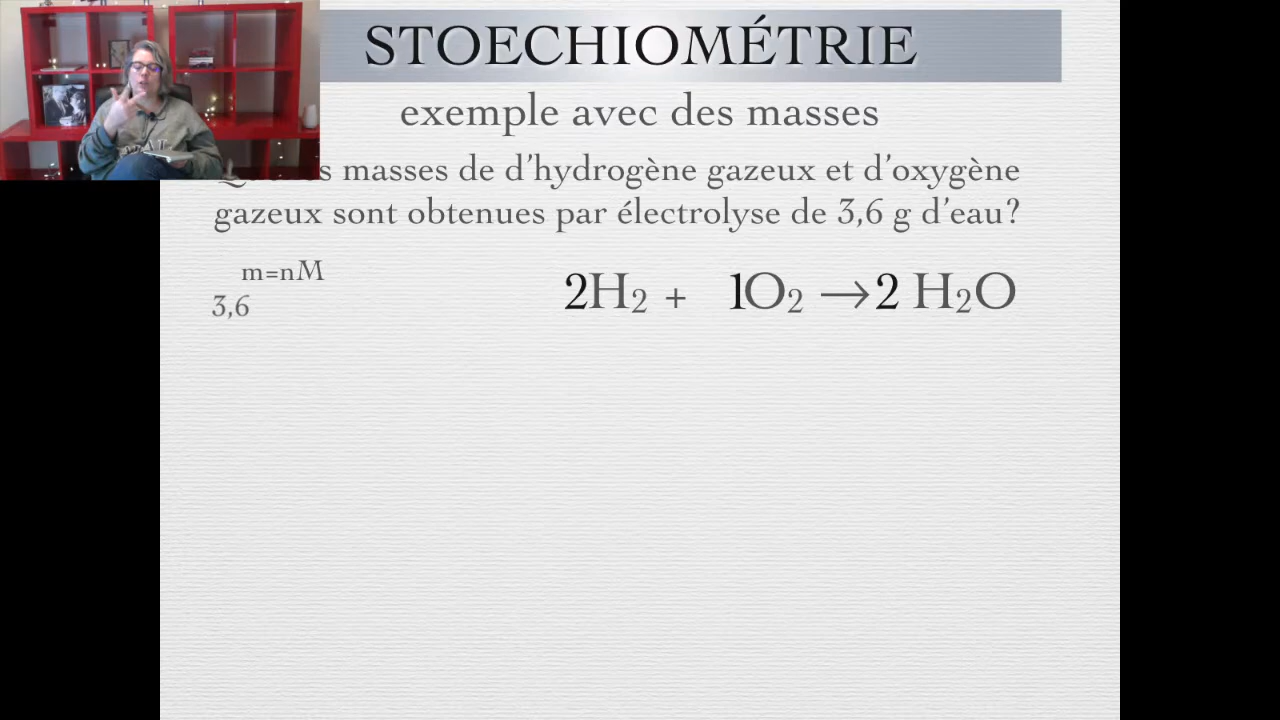 STOECHIOMÉTRIE
exemple avec des masses
masses de d'hydrogène gazeux et d'oxygène
gazeux sont obtenues par électrolyse de 3,6 g d'eau?
m=nM
3,6
2H₂ + 1O₂ →2 H₂O